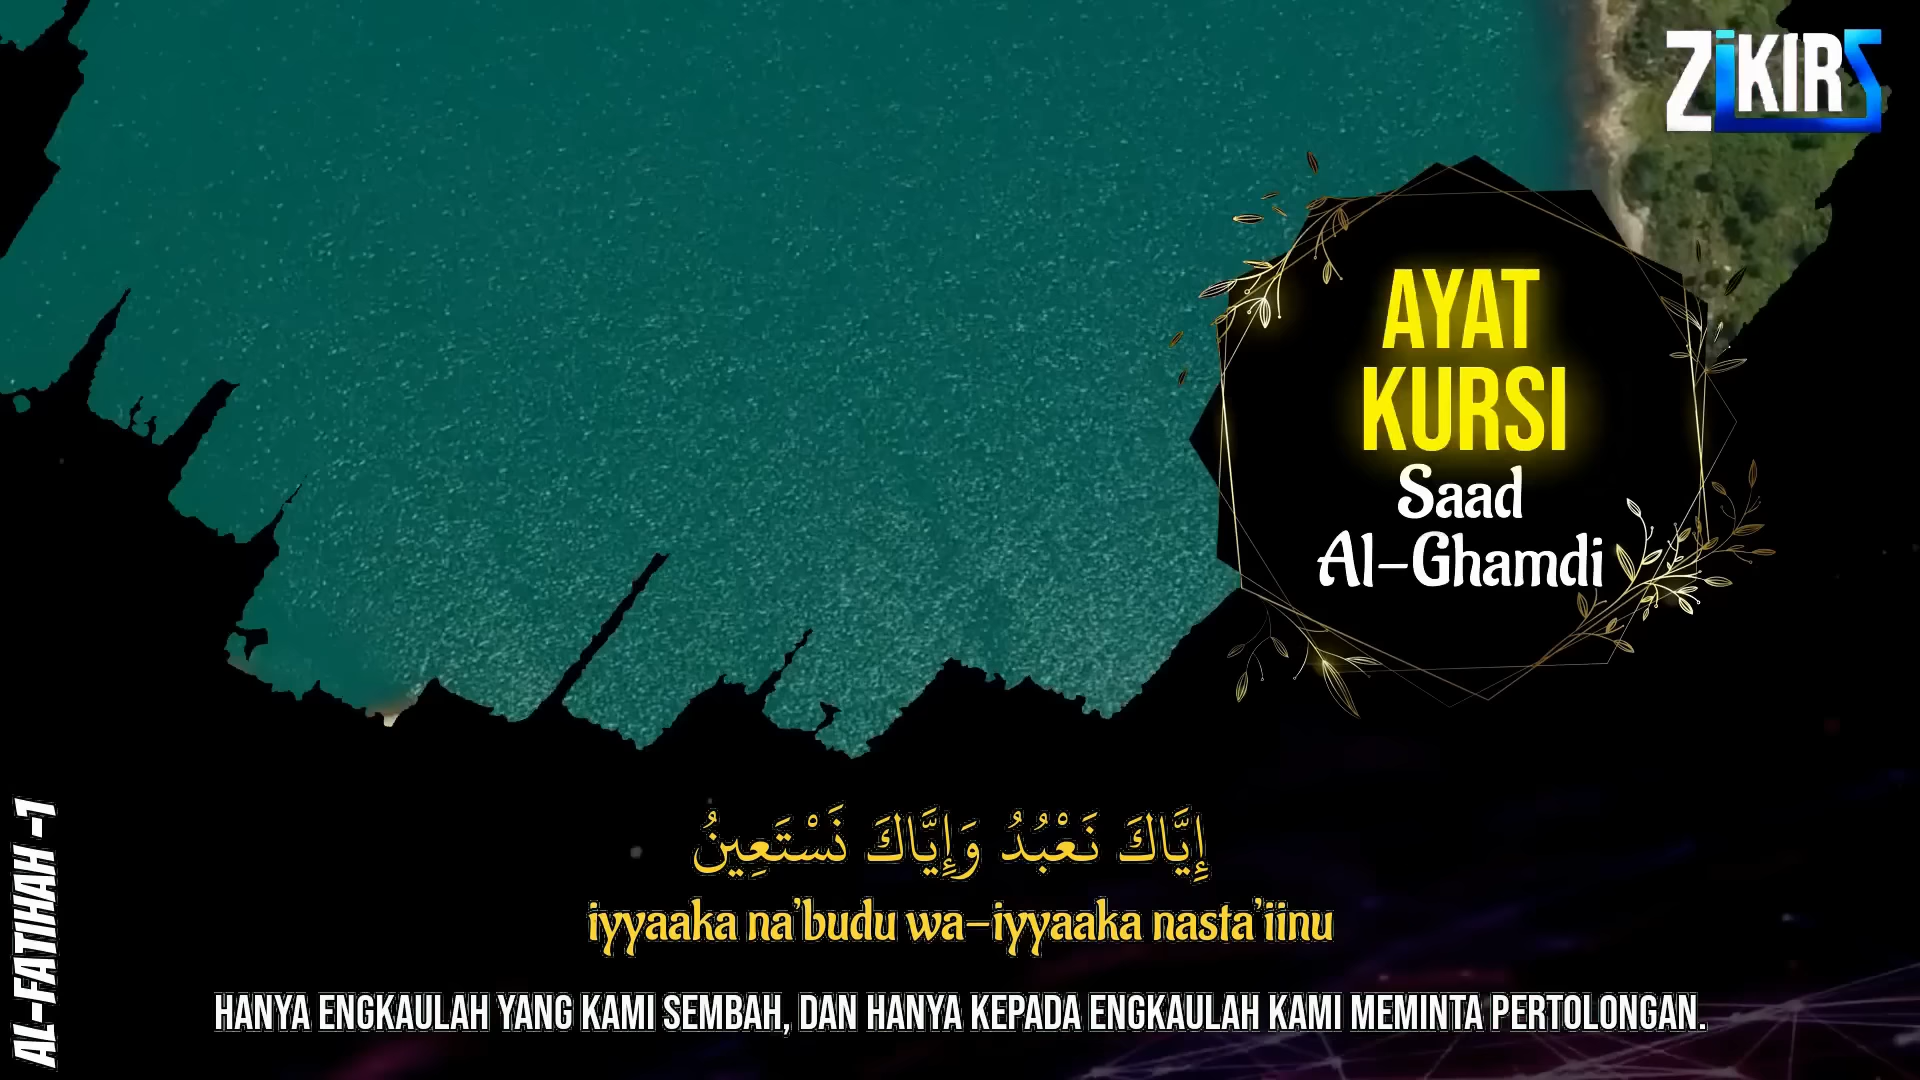 ZiKIRS
AYAT
KURSI
Saad
Al-Ghamdi
إِيَّاكَ نَعْبُدُ وَإِيَّاكَ نَسْتَعِينُ
iyyaaka na'budu wa-iyyaaka nasta'iinu
HANYA ENGKAULAH YANG KAMI SEMBAH, DAN HANYA KEPADA ENGKAULAH KAMI MEMINTA PERTOLONGAN.
AL-FATIHAH -1